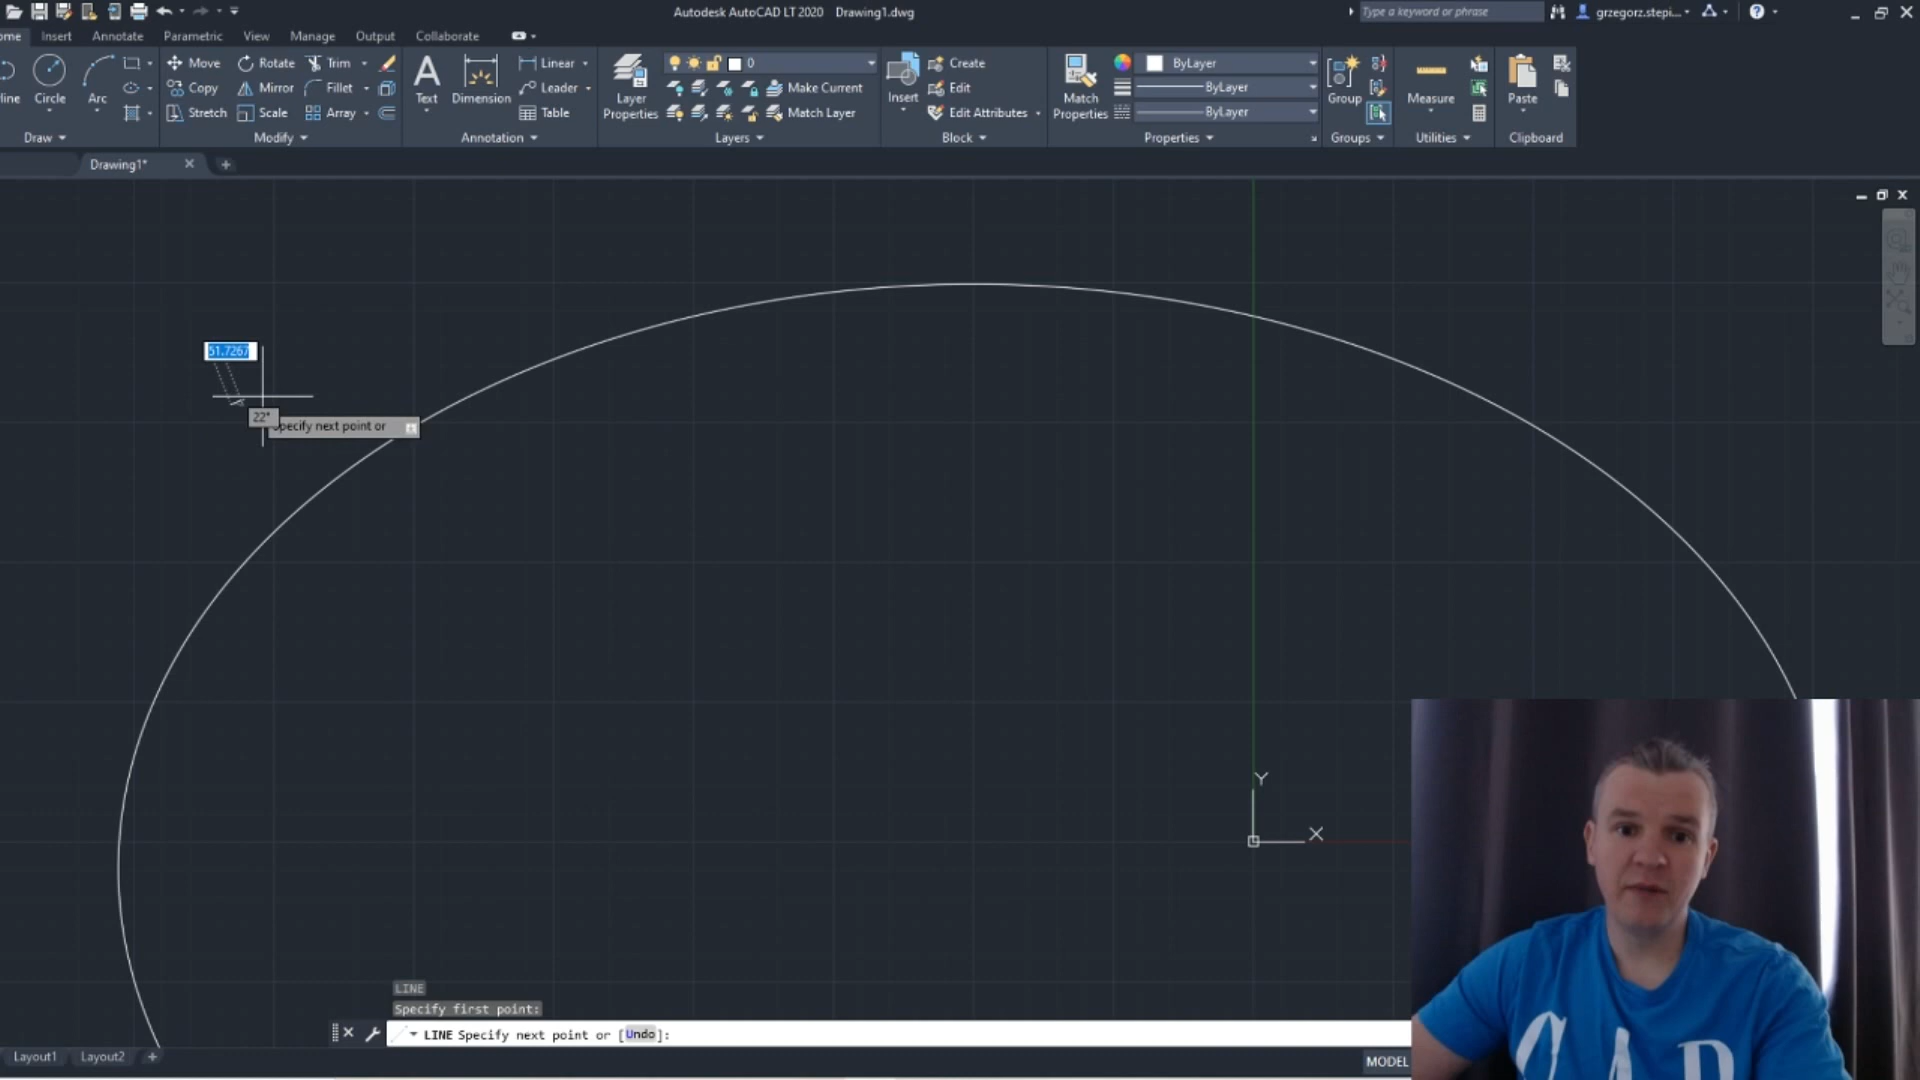 Autodesk AutoCAD LT 2020 Drawing1.dwg
Type a keyword or phrase
grzegorz.stepi...
ome Insert Annotate Parametric View Manage Output Collaborate
Move Rotate Trim Linear 0 Create ByLayer
Copy Mirror Fillet Leader Make Current Edit ByLayer
line Circle Arc Text Dimension Layer Properties Insert Match Properties Group Measure Paste
Stretch Scale Array Table Match Layer Edit Attributes ByLayer
Draw Modify Annotation Layers Block Properties Groups Utilities Clipboard
Drawing1*
51.7267
22°
Specify next point or
Y
X
LINE
Specify first point:
LINE Specify next point or [Undo]:
Layout1 Layout2 +
MODEL
GAP